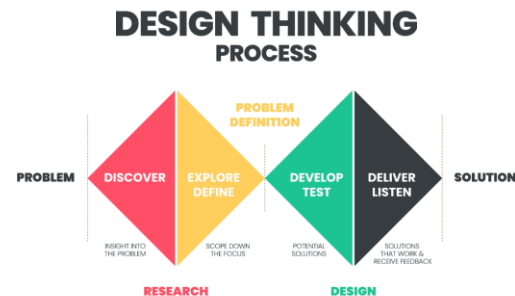 DESIGN THINKING
PROCESS
PROBLEM
DEFINITION
PROBLEM
DISCOVER
EXPLORE
DEFINE
DEVELOP
TEST
DELIVER
LISTEN
SOLUTION
INSIGHT INTO
THE PROBLEM
SCOPE DOWN
THE FOCUS
POTENTIAL
SOLUTIONS
SOLUTIONS
THAT WORK &
RECEIVE FEEDBACK
RESEARCH
DESIGN